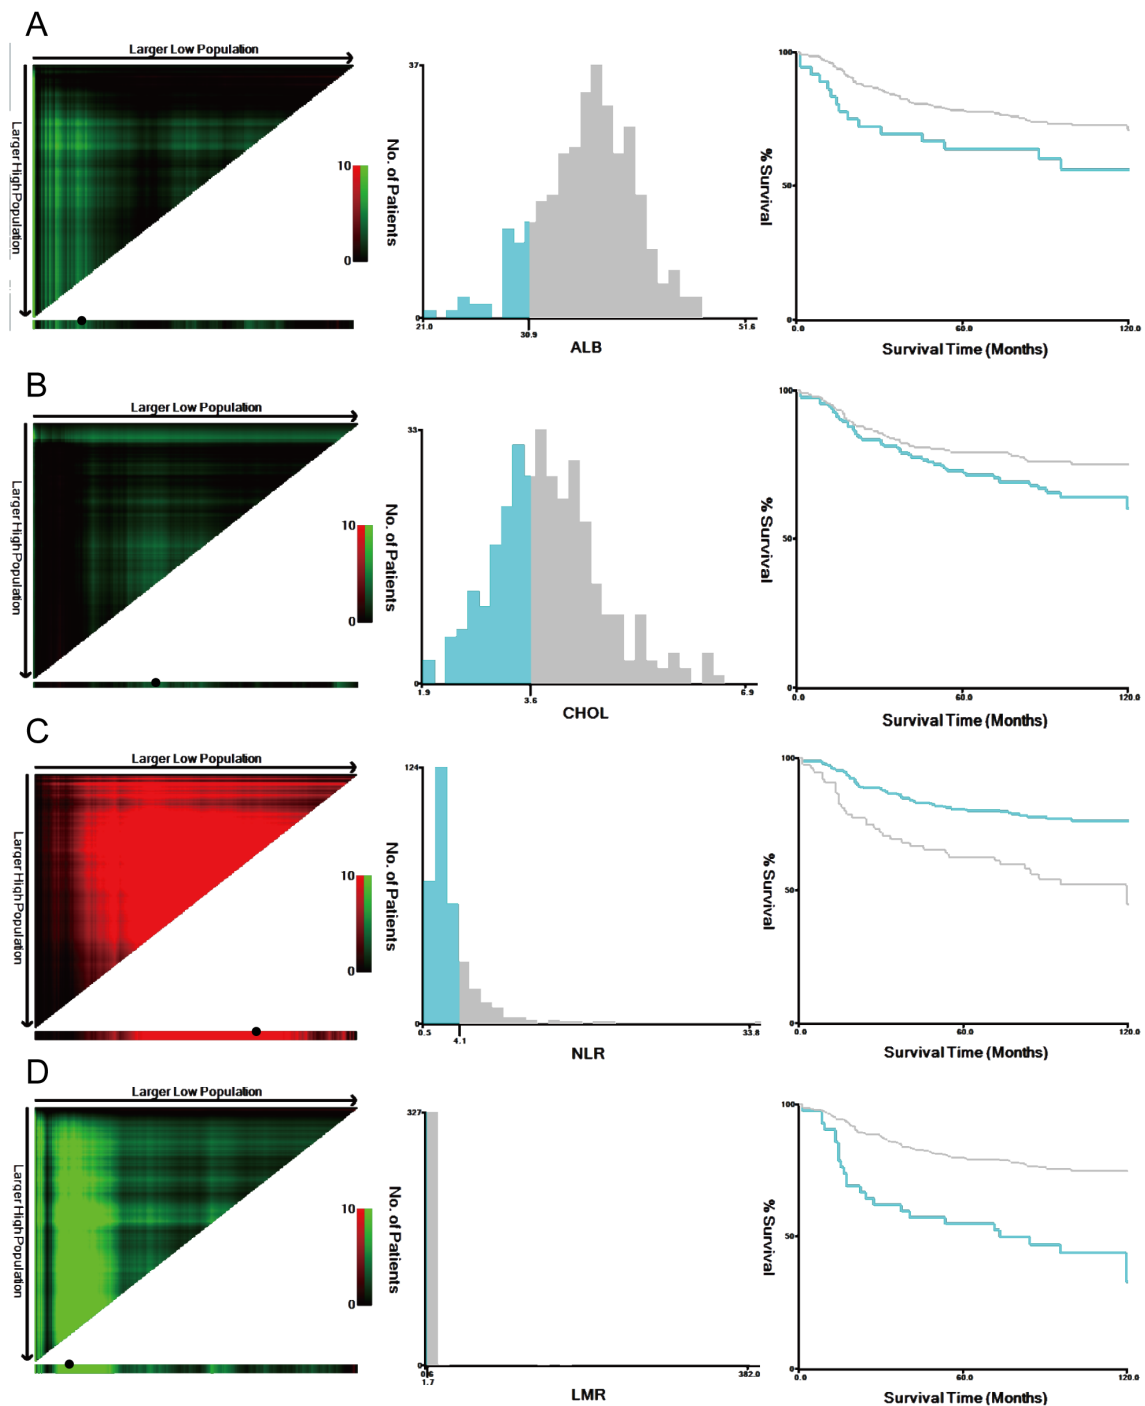 A
Larger Low Population
Larger High Population
10
0
No. of Patients
37
0
21.0
30.9
51.6
ALB
% Survival
100
50
0
0.0
60.0
120.0
Survival Time (Months)
B
Larger Low Population
Larger High Population
10
0
No. of Patients
33
0
1.9
3.6
6.9
CHOL
% Survival
100
50
0
0.0
60.0
120.0
Survival Time (Months)
C
Larger Low Population
Larger High Population
10
0
No. of Patients
124
0
0.5
4.1
33.8
NLR
% Survival
100
50
0
0.0
60.0
120.0
Survival Time (Months)
D
Larger Low Population
Larger High Population
10
0
No. of Patients
327
0
0.6
1.7
382.0
LMR
% Survival
100
50
0
0.0
60.0
120.0
Survival Time (Months)